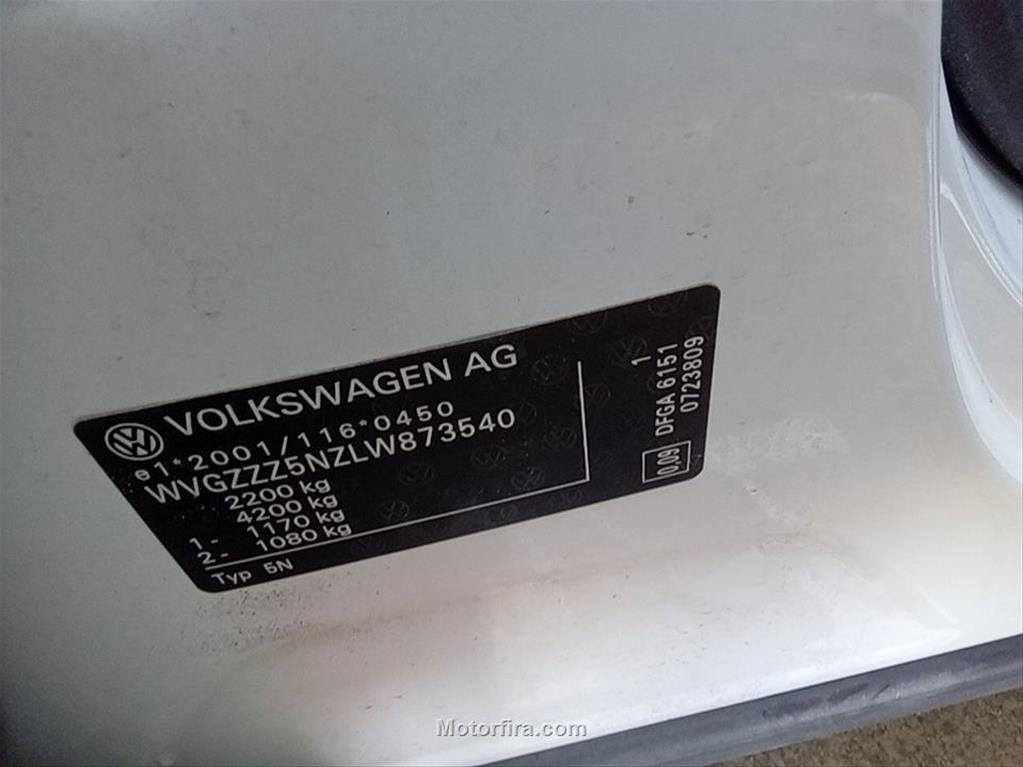 VOLKSWAGEN AG
e1*2001/116*0450
WVGZZZ5NZLW873540
2200 kg
4200 kg
1- 1170 kg
2- 1080 kg
Typ 5N
1
DFGA 6151
0723809
0,09
Motorfira.com